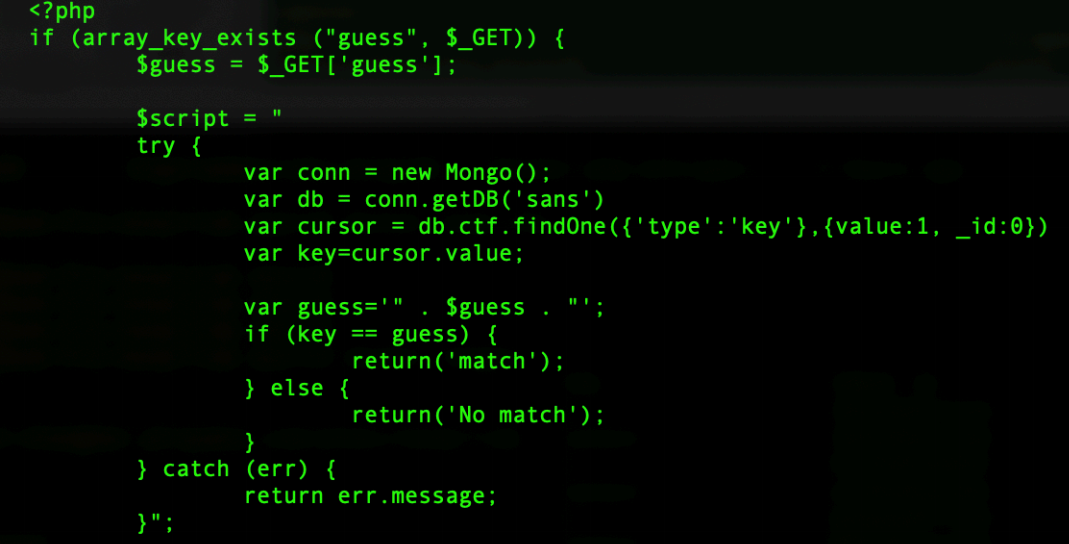 <?php
if (array_key_exists ("guess", $_GET)) {
$guess = $_GET['guess'];
$script = "
try {
var conn = new Mongo();
var db = conn.getDB('sans')
var cursor = db.ctf.findOne({'type':'key'},{value:1, _id:0})
var key=cursor.value;
var guess='" . $guess . "';
if (key == guess) {
return('match');
} else {
return('No match');
}
} catch (err) {
return err.message;
}";